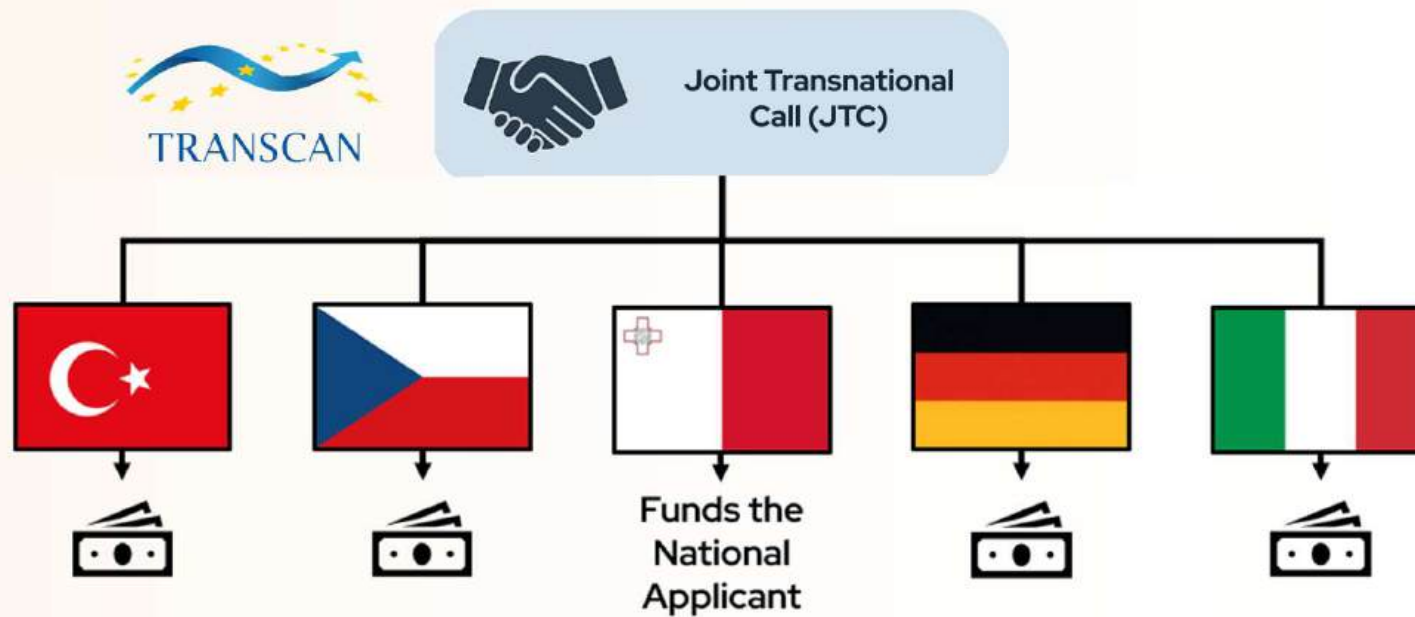 TRANSCAN
Joint Transnational
Call (JTC)
Funds the
National
Applicant